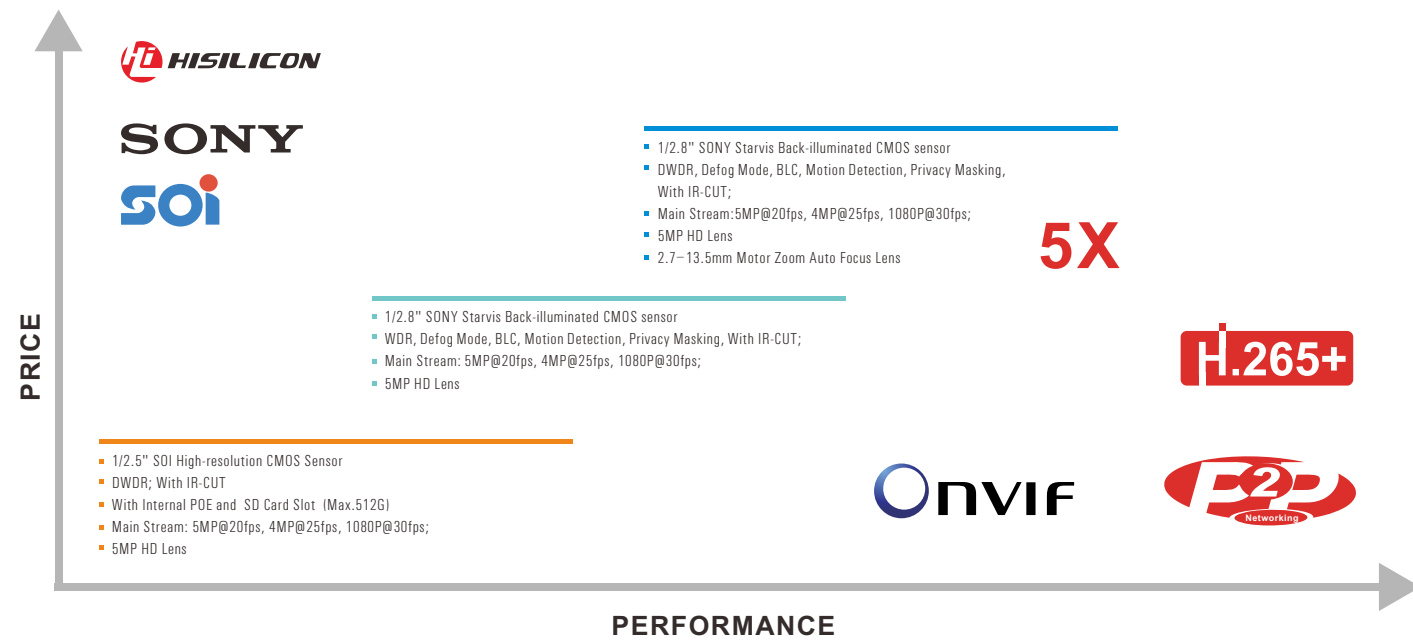 Hi HISILICON
SONY
SOi
1/2.8" SONY Starvis Back-illuminated CMOS sensor
DWDR, Defog Mode, BLC, Motion Detection, Privacy Masking,
With IR-CUT;
Main Stream:5MP@20fps, 4MP@25fps, 1080P@30fps;
5MP HD Lens
2.7-13.5mm Motor Zoom Auto Focus Lens
5X
1/2.8" SONY Starvis Back-illuminated CMOS sensor
WDR, Defog Mode, BLC, Motion Detection, Privacy Masking, With IR-CUT;
Main Stream: 5MP@20fps, 4MP@25fps, 1080P@30fps;
5MP HD Lens
PRICE
H.265+
1/2.5" SOI High-resolution CMOS Sensor
DWDR; With IR-CUT
With Internal POE and SD Card Slot (Max.512G)
Main Stream: 5MP@20fps, 4MP@25fps, 1080P@30fps;
5MP HD Lens
ONVIF
P2P
Networking
PERFORMANCE